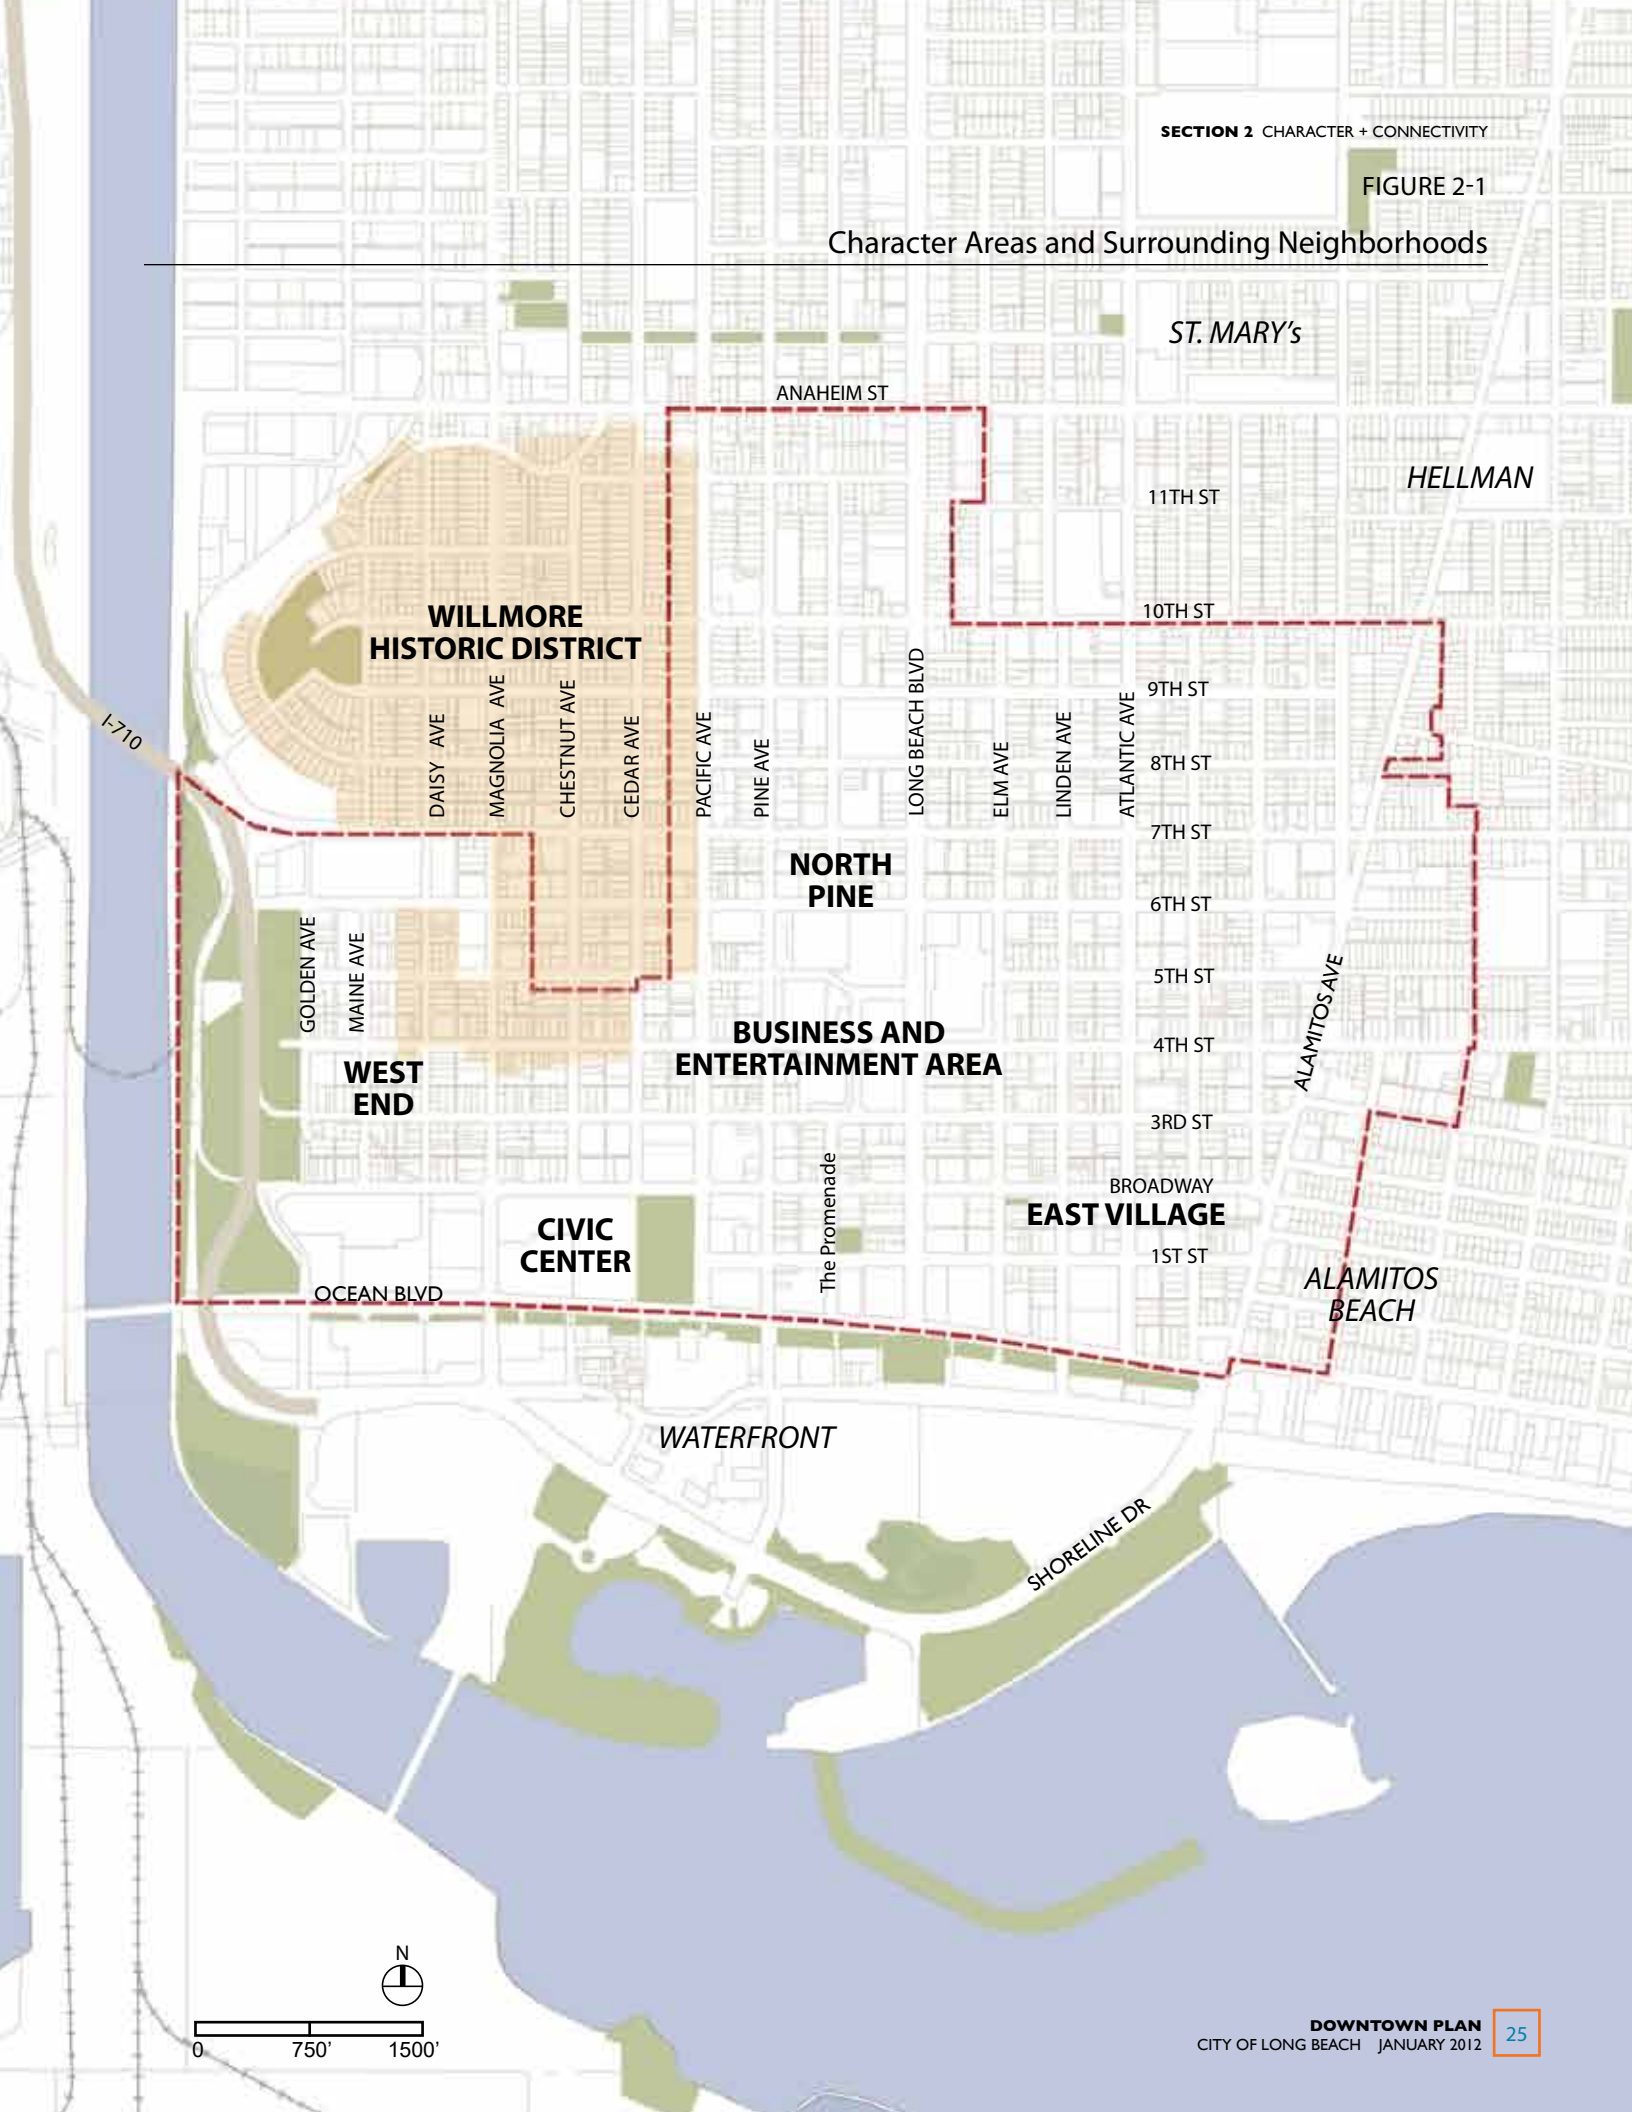 SECTION 2 CHARACTER + CONNECTIVITY
FIGURE 2-1
Character Areas and Surrounding Neighborhoods
ST. MARY's
ANAHEIM ST
HELLMAN
11TH ST
10TH ST
WILLMORE
HISTORIC DISTRICT
I-710
DAISY AVE
MAGNOLIA AVE
CHESTNUT AVE
CEDAR AVE
PACIFIC AVE
PINE AVE
LONG BEACH BLVD
ELM AVE
LINDEN AVE
ATLANTIC AVE
9TH ST
8TH ST
7TH ST
NORTH
PINE
6TH ST
GOLDEN AVE
MAINE AVE
5TH ST
ALAMITOS AVE
BUSINESS AND
ENTERTAINMENT AREA
4TH ST
WEST
END
3RD ST
The Promenade
BROADWAY
EAST VILLAGE
CIVIC
CENTER
1ST ST
OCEAN BLVD
ALAMITOS
BEACH
WATERFRONT
SHORELINE DR
N
0 750' 1500'
DOWNTOWN PLAN
CITY OF LONG BEACH JANUARY 2012
25